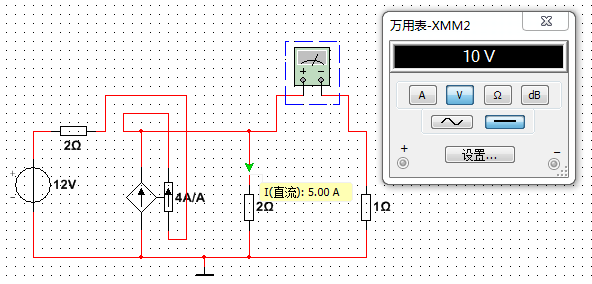 万用表-XMM2
10 V
A V Ω dB
设置...
+ −
+ −
2Ω
12V
4A/A
I(直流): 5.00 A
2Ω
1Ω